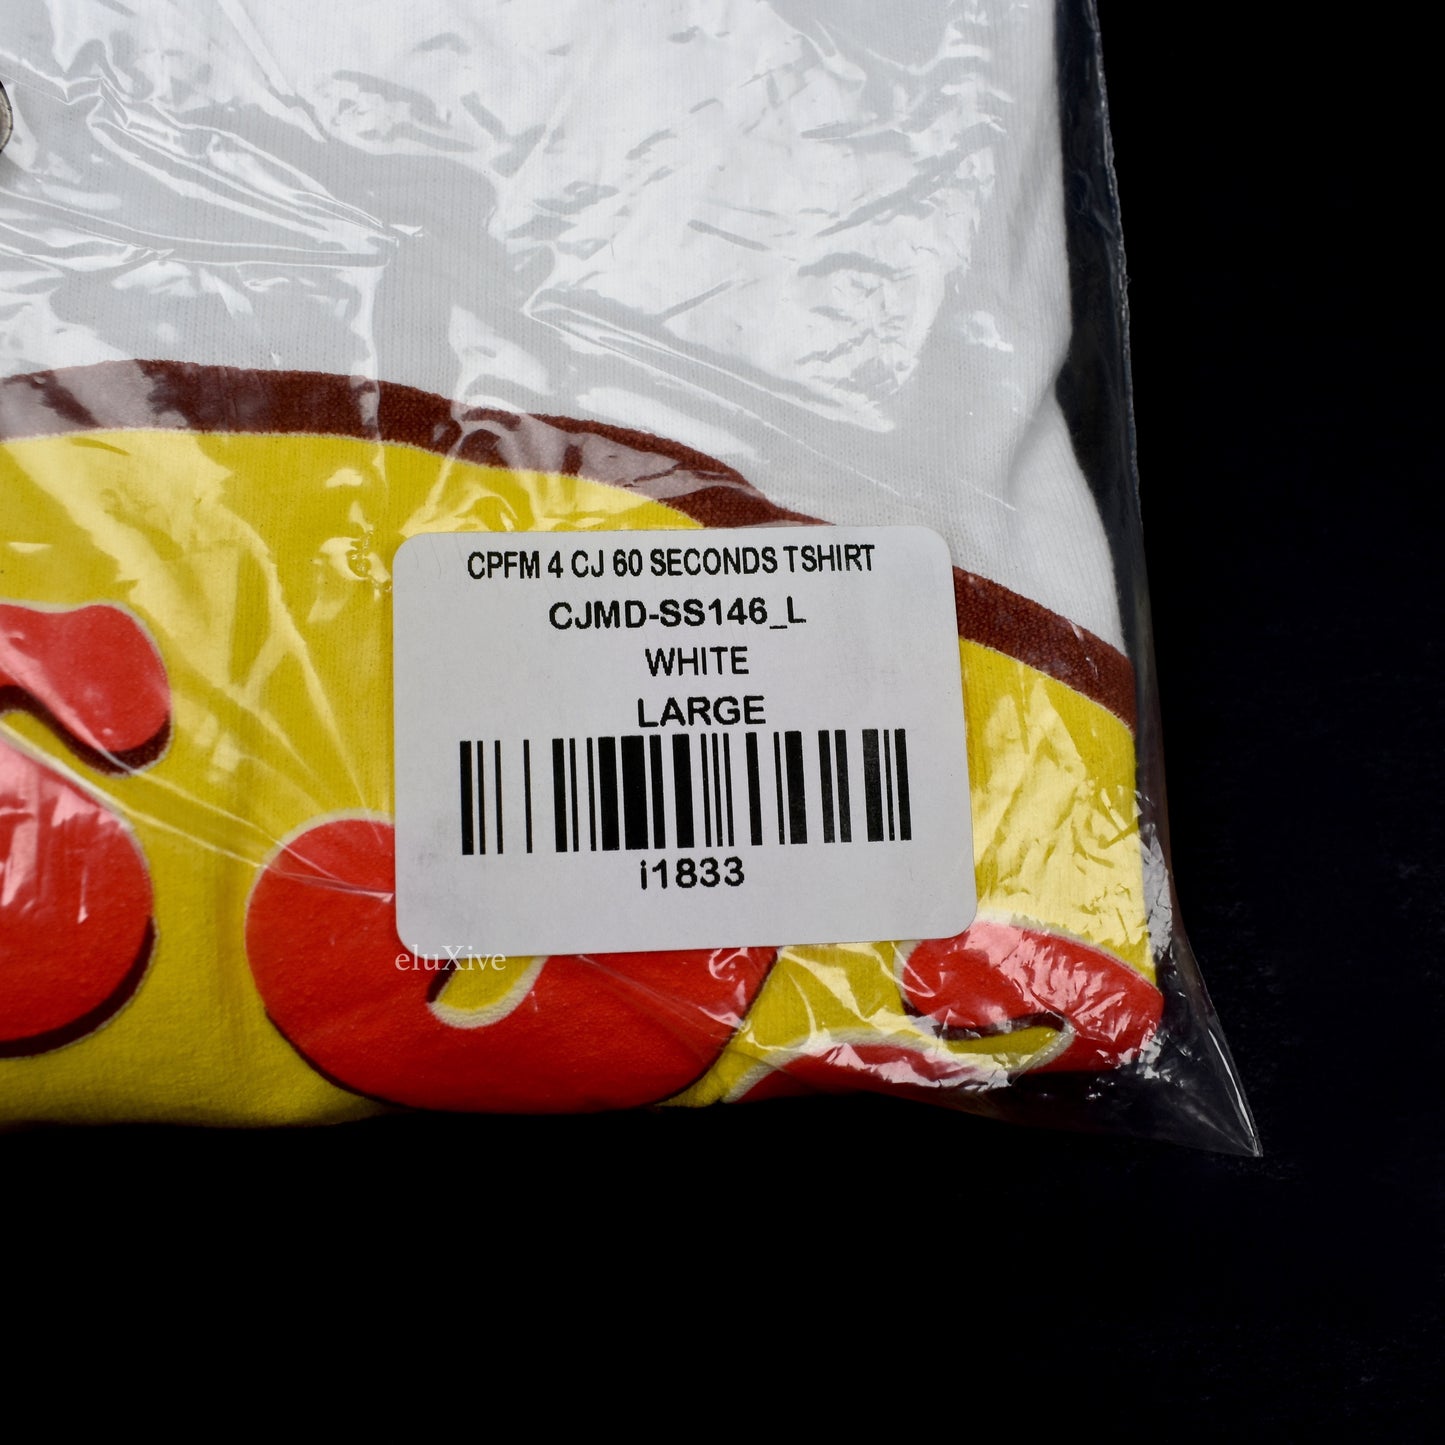 CPFM 4 CJ 60 SECONDS TSHIRT
CJMD-SS146_L
WHITE
LARGE
i1833
eluXive